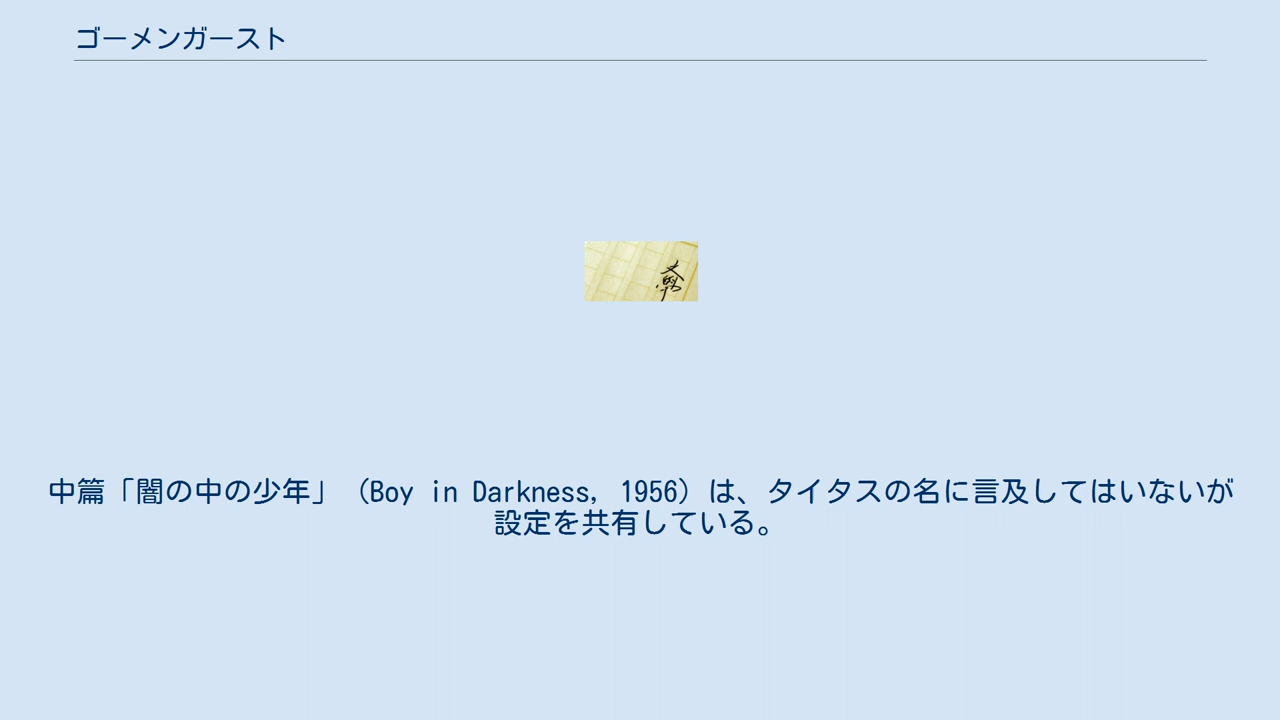 ゴーメンガースト
中篇「闇の中の少年」（Boy in Darkness, 1956）は、タイタスの名に言及してはいないが
設定を共有している。